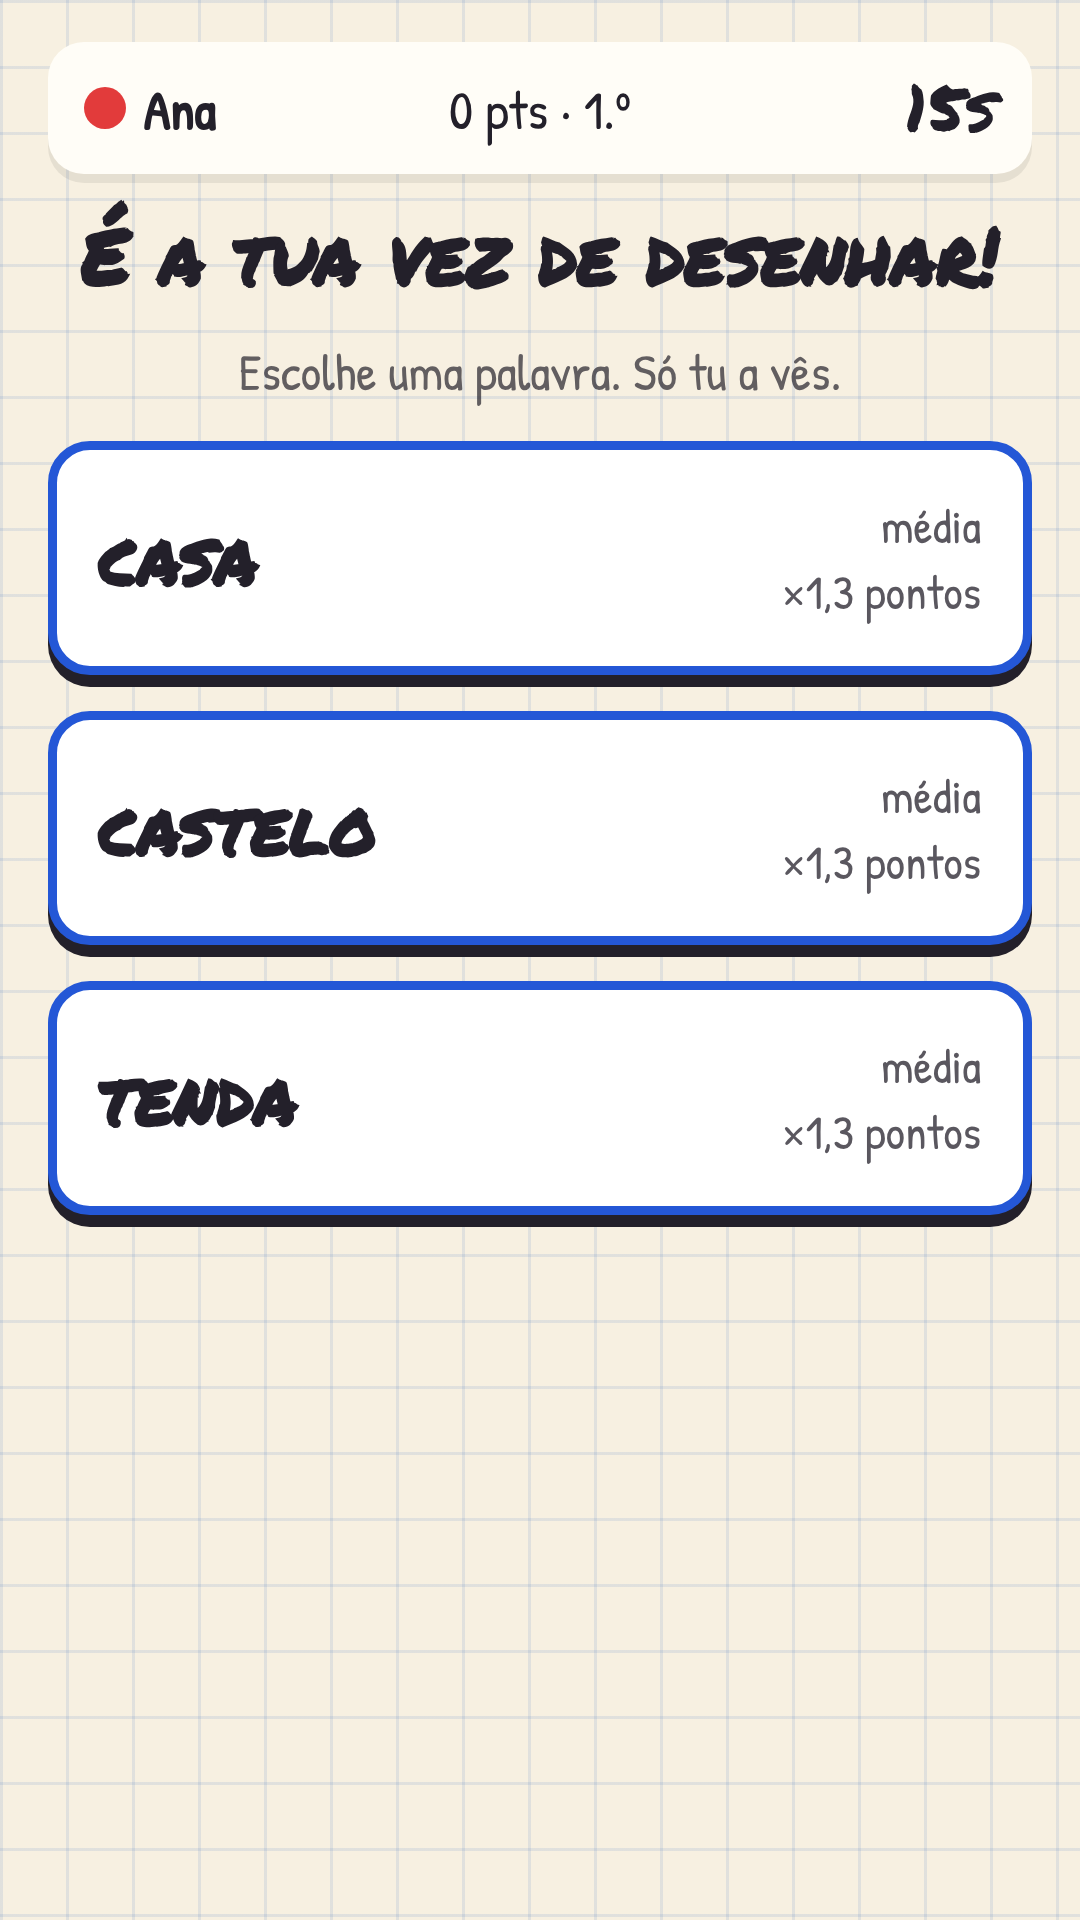 Ana
0 pts · 1.º
15s
É A TUA VEZ DE DESENHAR!
Escolhe uma palavra. Só tu a vês.
CASA
média
×1,3 pontos
CASTELO
média
×1,3 pontos
TENDA
média
×1,3 pontos